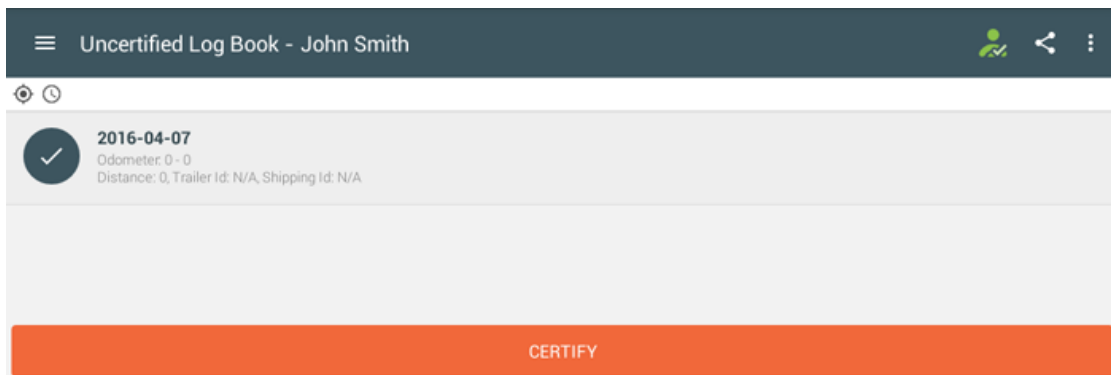 Uncertified Log Book - John Smith
2016-04-07
Odometer: 0 - 0
Distance: 0, Trailer Id: N/A, Shipping Id: N/A
CERTIFY